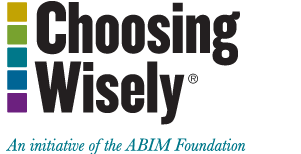 Choosing
Wisely®
An initiative of the ABIM Foundation